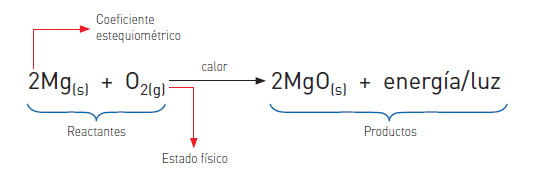 Coeficiente
estequiométrico
calor
2Mg(s) + O2(g) 2MgO(s) + energía/luz
Reactantes
Productos
Estado físico